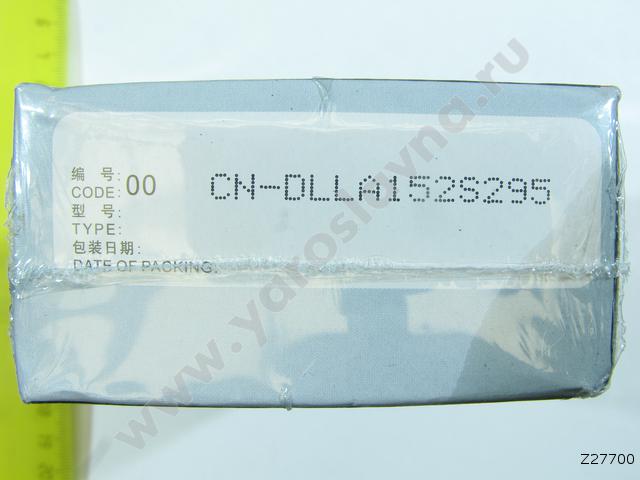 编 号:
CODE: 00 CN-DLLA152S295
型 号:
TYPE:
包装日期:
DATE OF PACKING:
www.yaroslavna.ru
Z27700